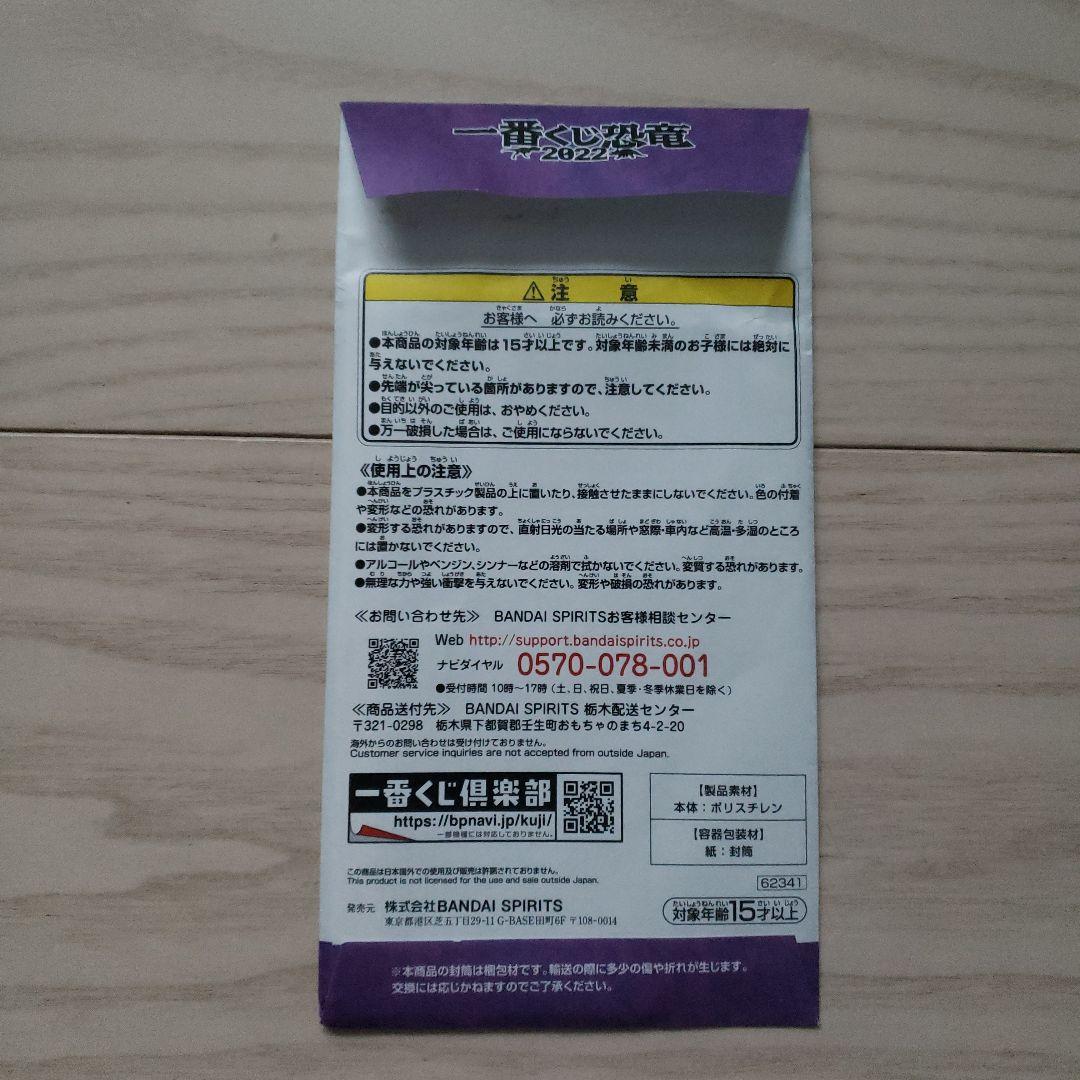 一番くじ恐竜
2022
⚠注意
お客様へ 必ずお読みください。
●本商品の対象年齢は15才以上です。対象年齢未満のお子様には絶対に
与えないでください。
●先端が尖っている箇所がありますので、注意してください。
●目的以外のご使用は、おやめください。
●万一破損した場合は、ご使用にならないでください。
《使用上の注意》
●本商品をプラスチック製品の上に置いたり、接触させたままにしないでください。色の付着
や変形などの恐れがあります。
●変形する恐れがありますので、直射日光の当たる場所や窓際・車内など高温・多湿のところ
には置かないでください。
●アルコールやベンジン、シンナーなどの溶剤で拭かないでください。変質する恐れがあります。
●無理な力や強い衝撃を与えないでください。変形や破損の恐れがあります。
≪お問い合わせ先≫ BANDAI SPIRITSお客様相談センター
Web http://support.bandaispirits.co.jp
ナビダイヤル 0570-078-001
●受付時間 10時~17時(土、日、祝日、夏季・冬季休業日を除く)
≪商品送付先≫ BANDAI SPIRITS 栃木配送センター
〒321-0298 栃木県下都賀郡壬生町おもちゃのまち4-2-20
海外からのお問い合わせは受け付けておりません。
Customer service inquiries are not accepted from outside Japan.
一番くじ倶楽部
https://bpnavi.jp/kuji/
一部機種には対応しておりません。
【製品素材】
本体:ポリスチレン
【容器包装材】
紙:封筒
この商品は日本国外での使用及び販売は許諾されておりません。
This product is not licensed for the use and sale outside Japan.
62341
発売元 株式会社BANDAI SPIRITS
東京都港区芝五丁目29-11 G-BASE田町6F 〒108-0014
対象年齢15才以上
※本商品の封筒は梱包材です。輸送の際に多少の傷や折れが生じます。
交換には応じかねますのでご了承ください。